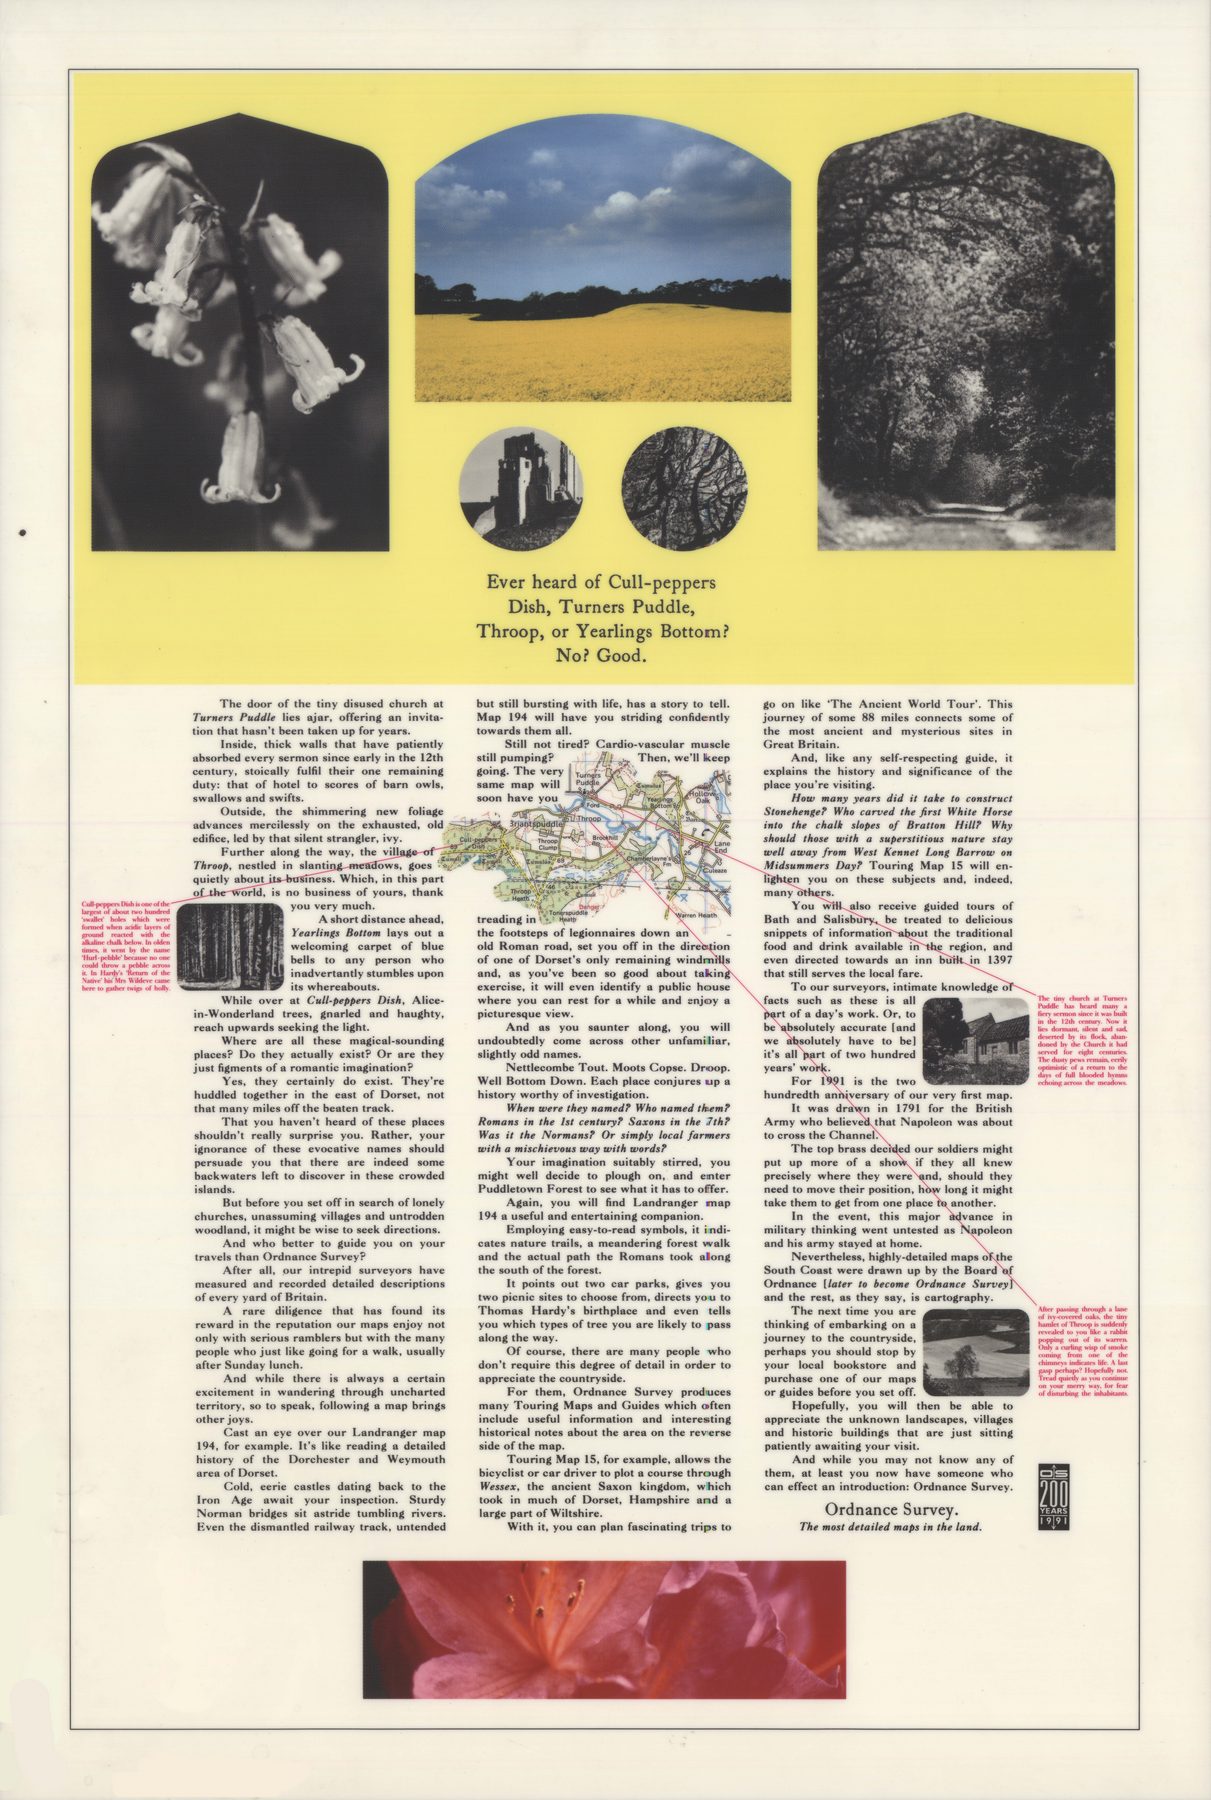 Ever heard of Cull-peppers
Dish, Turners Puddle,
Throop, or Yearlings Bottom?
No? Good.
The door of the tiny disused church at
Turners Puddle lies ajar, offering an invita-
tion that hasn't been taken up for years.
Inside, thick walls that have patiently
absorbed every sermon since early in the 12th
century, stoically fulfil their one remaining
duty: that of hotel to scores of barn owls,
swallows and swifts.
Outside, the shimmering new foliage
advances mercilessly on the exhausted, old
edifice, led by that silent strangler, ivy.
Further along the way, the village of
Throop, nestled in slanting meadows, goes
quietly about its business. Which, in this part
of the world, is no business of yours, thank
you very much.
A short distance ahead,
Yearlings Bottom lays out a
welcoming carpet of blue
bells to any person who
inadvertantly stumbles upon
its whereabouts.
While over at Cull-peppers Dish, Alice-
in-Wonderland trees, gnarled and haughty,
reach upwards seeking the light.
Where are all these magical-sounding
places? Do they actually exist? Or are they
just figments of a romantic imagination?
Yes, they certainly do exist. They're
huddled together in the east of Dorset, not
that many miles off the beaten track.
That you haven't heard of these places
shouldn't really surprise you. Rather, your
ignorance of these evocative names should
persuade you that there are indeed some
backwaters left to discover in these crowded
islands.
But before you set off in search of lonely
churches, unassuming villages and untrodden
woodland, it might be wise to seek directions.
And who better to guide you on your
travels than Ordnance Survey?
After all, our intrepid surveyors have
measured and recorded detailed descriptions
of every yard of Britain.
A rare diligence that has found its
reward in the reputation our maps enjoy not
only with serious ramblers but with the many
people who just like going for a walk, usually
after Sunday lunch.
And while there is always a certain
excitement in wandering through uncharted
territory, so to speak, following a map brings
other joys.
Cast an eye over our Landranger map
194, for example. It's like reading a detailed
history of the Dorchester and Weymouth
area of Dorset.
Cold, eerie castles dating back to the
Iron Age await your inspection. Sturdy
Norman bridges sit astride tumbling rivers.
Even the dismantled railway track, untended
but still bursting with life, has a story to tell.
Map 194 will have you striding confidently
towards them all.
Still not tired? Cardio-vascular muscle
still pumping? Then, we'll keep
going. The very
same map will
soon have you
treading in
the footsteps of legionnaires down an
old Roman road, set you off in the direction
of one of Dorset's only remaining windmills
and, as you've been so good about taking
exercise, it will even identify a public house
where you can rest for a while and enjoy a
picturesque view.
And as you saunter along, you will
undoubtedly come across other unfamiliar,
slightly odd names.
Nettlecombe Tout. Moots Copse. Droop.
Well Bottom Down. Each place conjures up a
history worthy of investigation.
When were they named? Who named them?
Romans in the 1st century? Saxons in the 7th?
Was it the Normans? Or simply local farmers
with a mischievous way with words?
Your imagination suitably stirred, you
might well decide to plough on, and enter
Puddletown Forest to see what it has to offer.
Again, you will find Landranger map
194 a useful and entertaining companion.
Employing easy-to-read symbols, it indi-
cates nature trails, a meandering forest walk
and the actual path the Romans took along
the south of the forest.
It points out two car parks, gives you
two picnic sites to choose from, directs you to
Thomas Hardy's birthplace and even tells
you which types of tree you are likely to pass
along the way.
Of course, there are many people who
don't require this degree of detail in order to
appreciate the countryside.
For them, Ordnance Survey produces
many Touring Maps and Guides which often
include useful information and interesting
historical notes about the area on the reverse
side of the map.
Touring Map 15, for example, allows the
bicyclist or car driver to plot a course through
Wessex, the ancient Saxon kingdom, which
took in much of Dorset, Hampshire and a
large part of Wiltshire.
With it, you can plan fascinating trips to
go on like 'The Ancient World Tour'. This
journey of some 88 miles connects some of
the most ancient and mysterious sites in
Great Britain.
And, like any self-respecting guide, it
explains the history and significance of the
place you're visiting.
How many years did it take to construct
Stonehenge? Who carved the first White Horse
into the chalk slopes of Bratton Hill? Why
should those with a superstitious nature stay
well away from West Kennet Long Barrow on
Midsummers Day? Touring Map 15 will en-
lighten you on these subjects and, indeed,
many others.
You will also receive guided tours of
Bath and Salisbury, be treated to delicious
snippets of information about the traditional
food and drink available in the region, and
even directed towards an inn built in 1397
that still serves the local fare.
To our surveyors, intimate knowledge of
facts such as these is all
part of a day's work. Or, to
be absolutely accurate [and
we absolutely have to be]
it's all part of two hundred
years' work.
For 1991 is the two
hundredth anniversary of our very first map.
It was drawn in 1791 for the British
Army who believed that Napoleon was about
to cross the Channel.
The top brass decided our soldiers might
put up more of a show if they all knew
precisely where they were and, should they
need to move their position, how long it might
take them to get from one place to another.
In the event, this major advance in
military thinking went untested as Napoleon
and his army stayed at home.
Nevertheless, highly-detailed maps of the
South Coast were drawn up by the Board of
Ordnance [later to become Ordnance Survey]
and the rest, as they say, is cartography.
The next time you are
thinking of embarking on a
journey to the countryside,
perhaps you should stop by
your local bookstore and
purchase one of our maps
or guides before you set off.
Hopefully, you will then be able to
appreciate the unknown landscapes, villages
and historic buildings that are just sitting
patiently awaiting your visit.
And while you may not know any of
them, at least you now have someone who
can effect an introduction: Ordnance Survey.
Ordnance Survey.
The most detailed maps in the land.
OS
200
YEARS
1991
Cull-peppers Dish is one of the
largest of about two hundred
'swallet' holes which were
formed when acidic layers of
ground reacted with the
alkaline chalk below. In olden
times, it went by the name
'Hurl-pebble' because no one
could throw a pebble across
it. In Hardy's 'Return of the
Native' his Mrs Wildeve came
here to gather twigs of holly.
The tiny church at Turners
Puddle has heard many a
fiery sermon since it was built
in the 12th century. Now it
lies dormant, silent and sad,
deserted by its flock, aban-
doned by the Church it had
served for eight centuries.
The dusty pews remain, eerily
optimistic of a return to the
days of full blooded hymns
echoing across the meadows.
After passing through a lane
of ivy-covered oaks, the tiny
hamlet of Throop is suddenly
revealed to you like a rabbit
popping out of its warren.
Only a curling wisp of smoke
coming from one of the
chimneys indicates life. A last
gasp perhaps? Hopefully not.
Tread quietly as you continue
on your merry way, for fear
of disturbing the inhabitants.
Turners
Puddle
Ford
Throop
Briantspuddle
Cull-peppers
Dish
Throop
Clump
Tumulus
Yearlings
Bottom
Hollow
Oak
Lane
End
Brockhill
Chamberlayne's
Fm
Culeaze
Throop
Heath
Tonerspuddle
Heath
Danger
Warren Heath